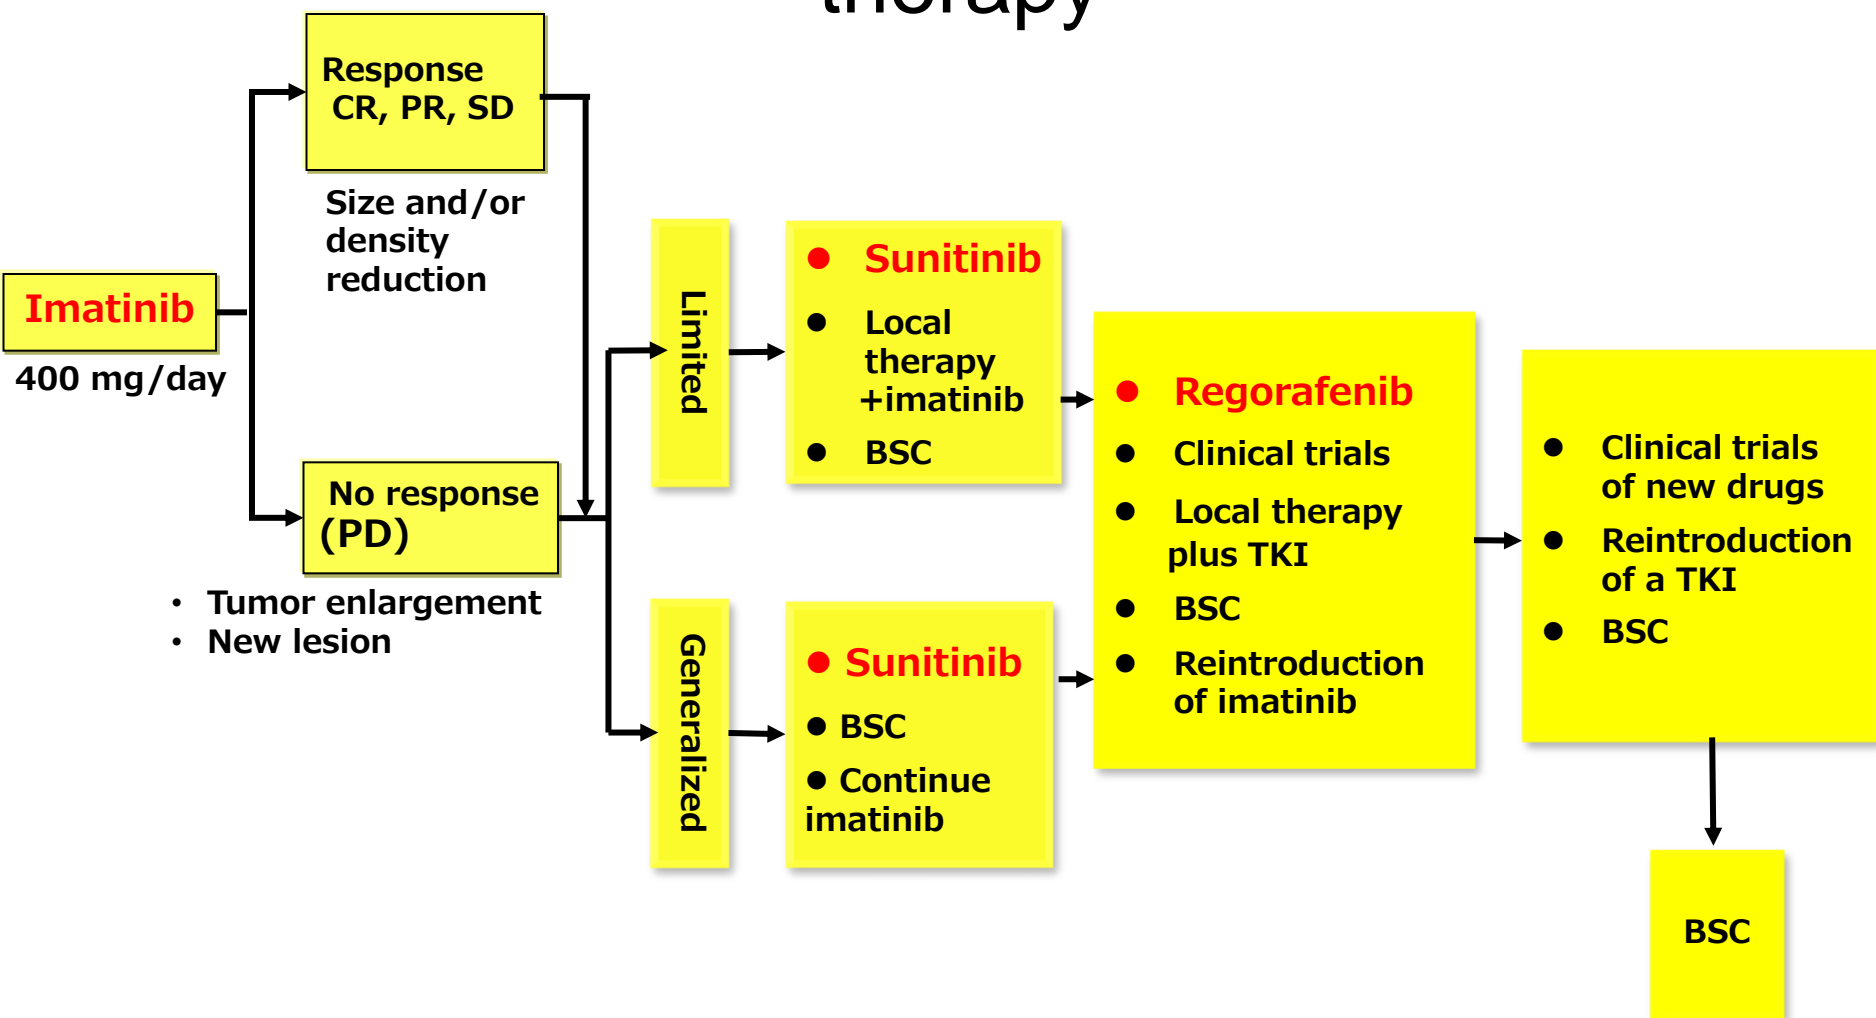 therapy
Response
CR, PR, SD
Size and/or
density
reduction
Imatinib
400 mg/day
No response
(PD)
• Tumor enlargement
• New lesion
Limited
● Sunitinib
● Local
therapy
+imatinib
● BSC
Generalized
● Sunitinib
● BSC
● Continue
imatinib
● Regorafenib
● Clinical trials
● Local therapy
plus TKI
● BSC
● Reintroduction
of imatinib
● Clinical trials
of new drugs
● Reintroduction
of a TKI
● BSC
BSC